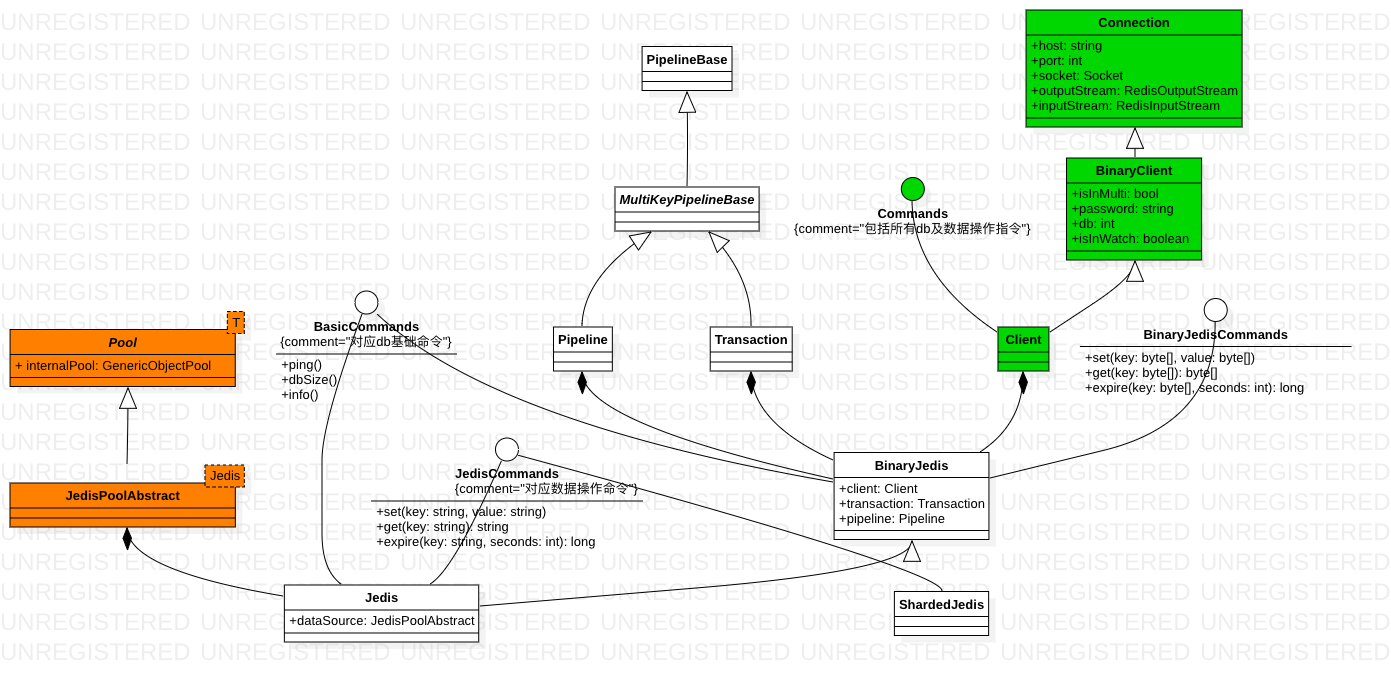 Connection
+host: string
+port: int
+socket: Socket
+outputStream: RedisOutputStream
+inputStream: RedisInputStream
PipelineBase
BinaryClient
+isInMulti: bool
+password: string
+db: int
+isInWatch: boolean
MultiKeyPipelineBase
Commands
{comment="包括所有db及数据操作指令"}
T
Pool
+ internalPool: GenericObjectPool
BasicCommands
{comment="对应db基础命令"}
+ping()
+dbSize()
+info()
Pipeline
Transaction
Client
BinaryJedisCommands
+set(key: byte[], value: byte[])
+get(key: byte[]): byte[]
+expire(key: byte[], seconds: int): long
Jedis
JedisPoolAbstract
JedisCommands
{comment="对应数据操作命令"}
+set(key: string, value: string)
+get(key: string): string
+expire(key: string, seconds: int): long
BinaryJedis
+client: Client
+transaction: Transaction
+pipeline: Pipeline
Jedis
+dataSource: JedisPoolAbstract
ShardedJedis
UNREGISTERED